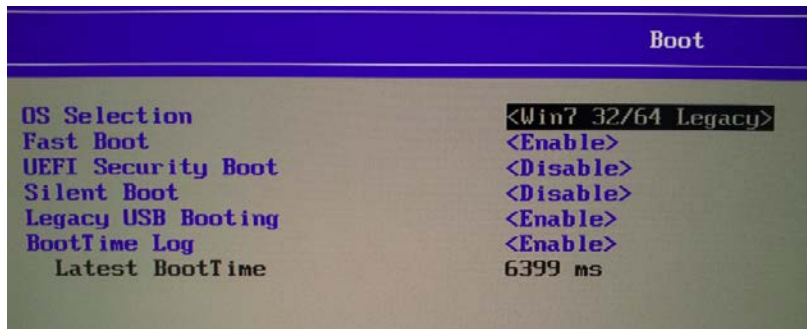 Boot
OS Selection <Win7 32/64 Legacy>
Fast Boot <Enable>
UEFI Security Boot <Disable>
Silent Boot <Disable>
Legacy USB Booting <Enable>
BootTime Log <Enable>
Latest BootTime 6399 ms